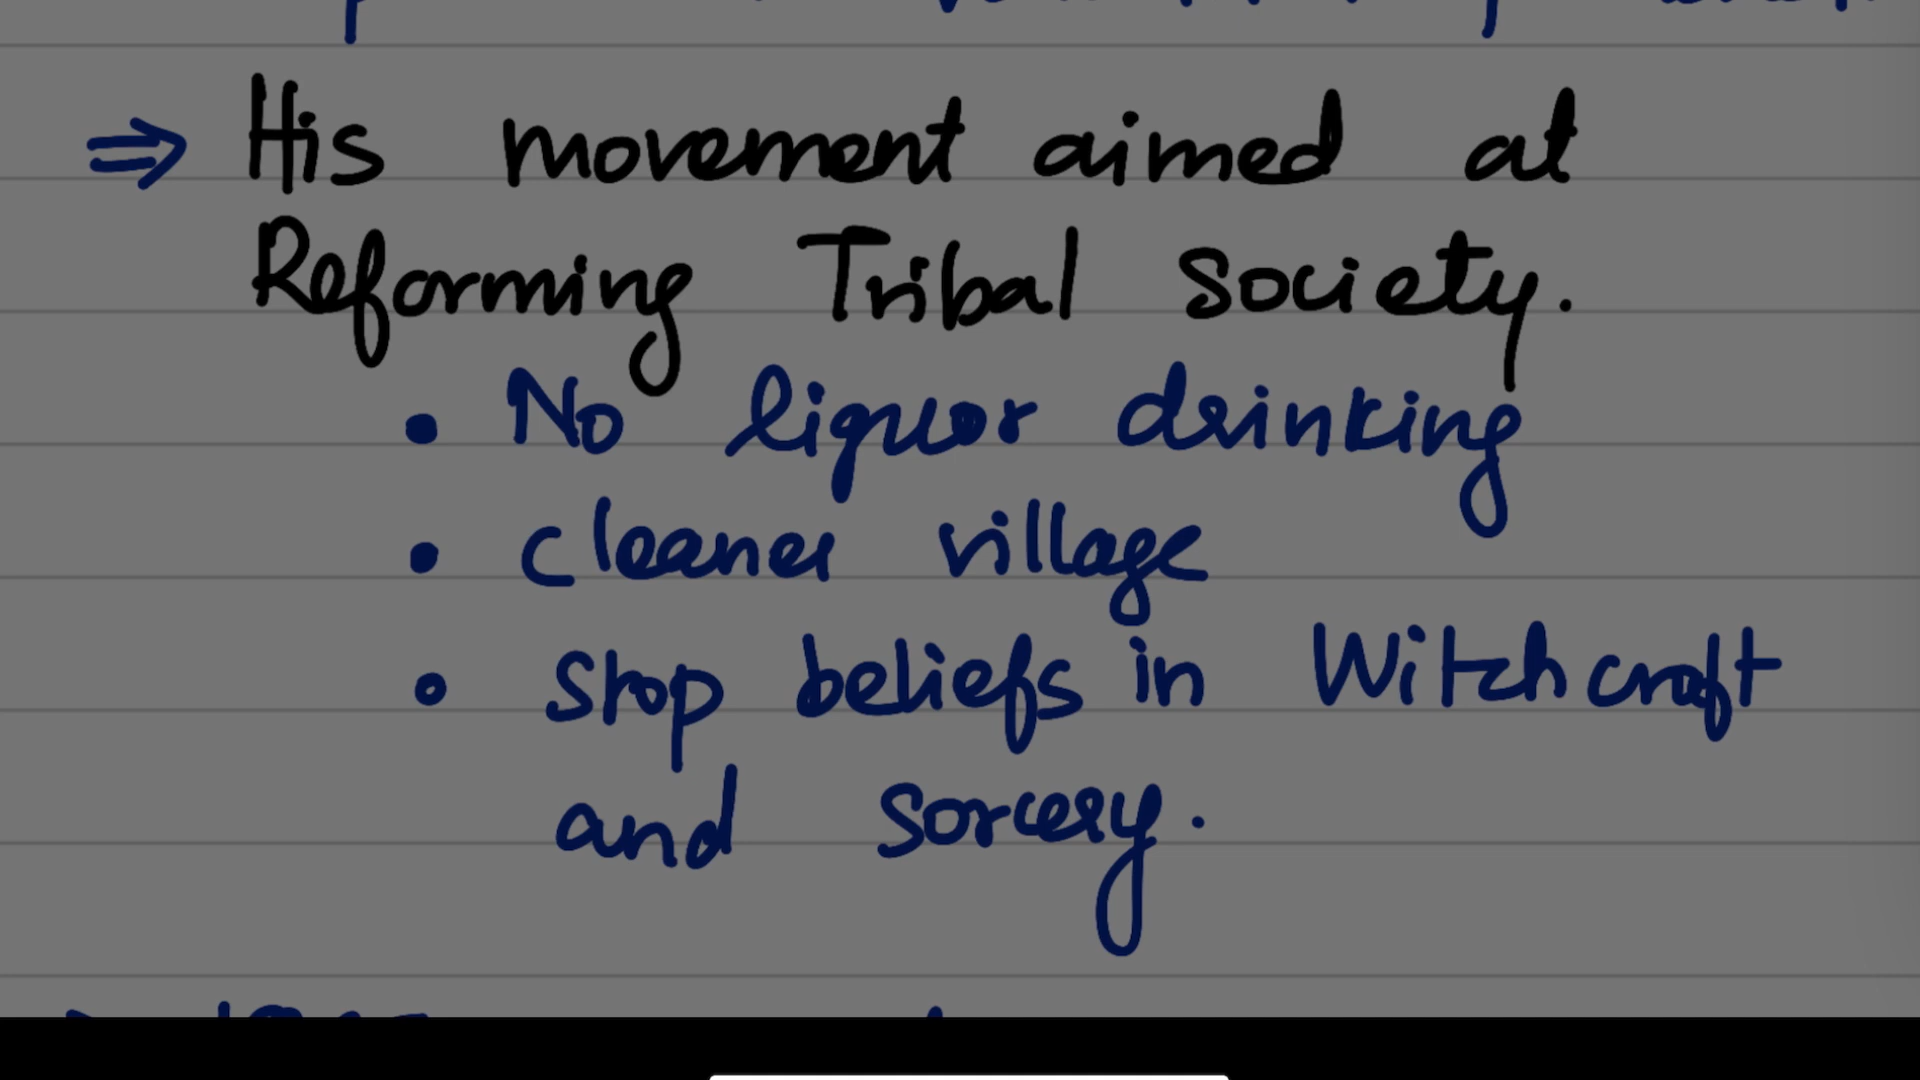 ⇒ His movement aimed at
Reforming Tribal Society.
• No liquor drinking
• cleaner village
• Stop beliefs in Witchcraft
and sorcery.